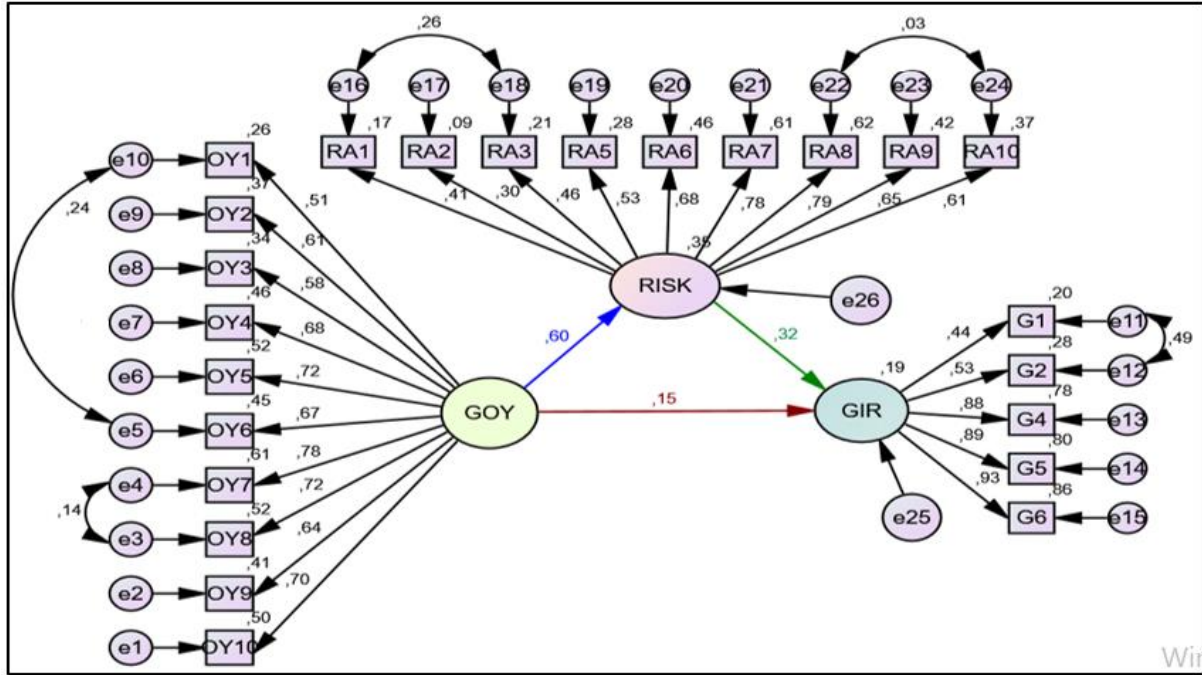 ,26
,03
e16 e17 e18 e19 e20 e21 e22 e23 e24
,17 ,09 ,21 ,28 ,46 ,61 ,62 ,42 ,37
RA1 RA2 RA3 RA5 RA6 RA7 RA8 RA9 RA10
,41 ,30 ,46 ,53 ,68 ,78 ,79 ,65 ,61
,26
e10 OY1
,51
,37
e9 OY2
,61
,34
e8 OY3
,58
,46
e7 OY4
,68
,52
e6 OY5
,72
,45
e5 OY6
,67
,61
e4 OY7
,78
,52
e3 OY8
,72
,41
e2 OY9
,64
,50
e1 OY10
,70
,24
,14
,35
RISK
e26
,60
,32
GOY
,15
,19
GIR
e25
,20
,44 G1 e11
,49
,28
,53 G2 e12
,78
,88 G4 e13
,80
,89 G5 e14
,86
,93 G6 e15
Win